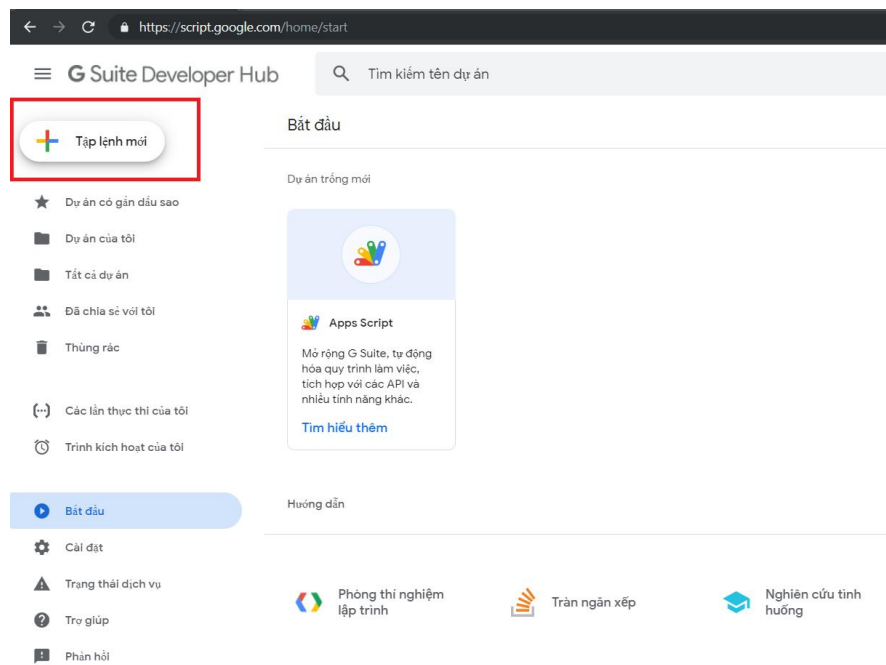 https://script.google.com/home/start
G Suite Developer Hub
Tìm kiếm tên dự án
Tập lệnh mới
Bắt đầu
Dự án trống mới
Dự án có gắn dấu sao
Dự án của tôi
Tất cả dự án
Đã chia sẻ với tôi
Thùng rác
Apps Script
Mở rộng G Suite, tự động
hóa quy trình làm việc,
tích hợp với các API và
nhiều tính năng khác.
Tìm hiểu thêm
Các lần thực thi của tôi
Trình kích hoạt của tôi
Bắt đầu
Cài đặt
Trạng thái dịch vụ
Trợ giúp
Phản hồi
Hướng dẫn
Phòng thí nghiệm
lập trình
Tràn ngăn xếp
Nghiên cứu tình
huống